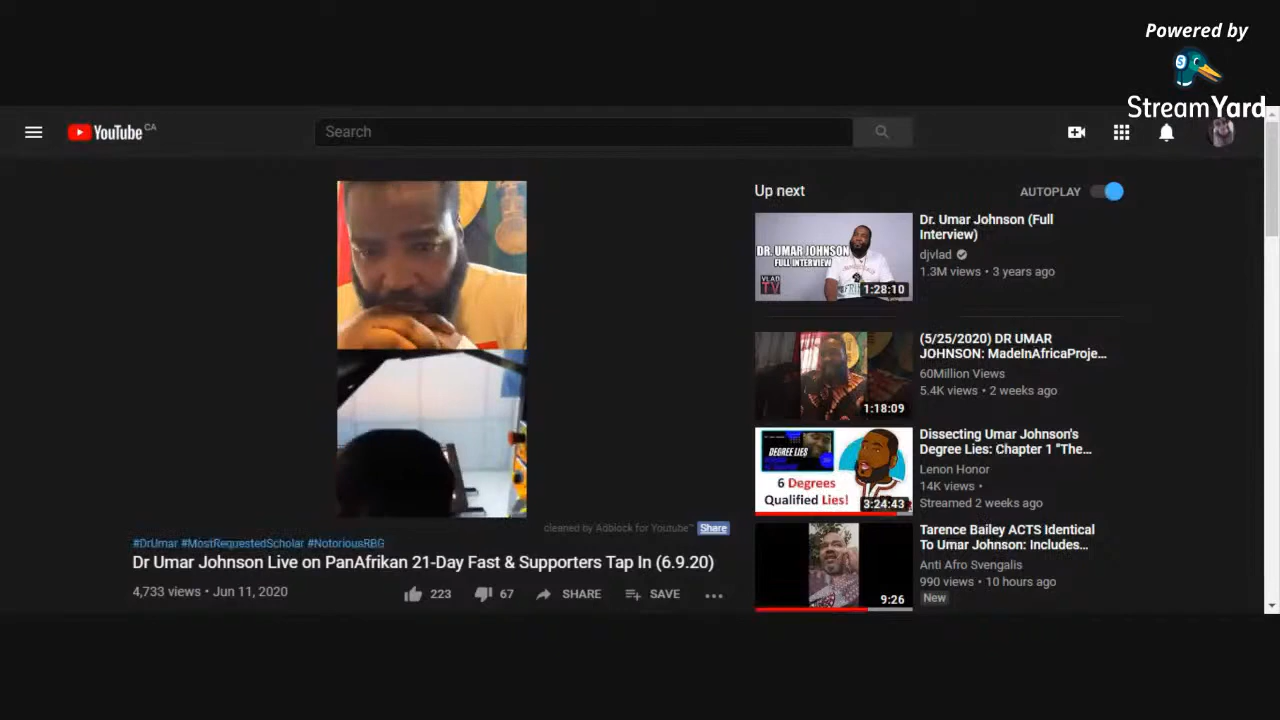 Powered by
StreamYard
YouTube CA
Search
Up next
AUTOPLAY
DR. UMAR JOHNSON
FULL INTERVIEW
VLAD
TV
1:28:10
Dr. Umar Johnson (Full
Interview)
djvlad
1.3M views • 3 years ago
1:18:09
(5/25/2020) DR UMAR
JOHNSON: MadeInAfricaProje...
60Million Views
5.4K views • 2 weeks ago
DEGREE LIES
6 Degrees
Qualified Lies!
3:24:43
Dissecting Umar Johnson's
Degree Lies: Chapter 1 "The...
Lenon Honor
14K views •
Streamed 2 weeks ago
9:26
Tarence Bailey ACTS Identical
To Umar Johnson: Includes...
Anti Afro Svengalis
990 views • 10 hours ago
New
cleaned by Adblock for Youtube™ Share
#DrUmar #MostRequestedScholar #NotoriousRBG
Dr Umar Johnson Live on PanAfrikan 21-Day Fast & Supporters Tap In (6.9.20)
4,733 views • Jun 11, 2020
223
67
SHARE
SAVE